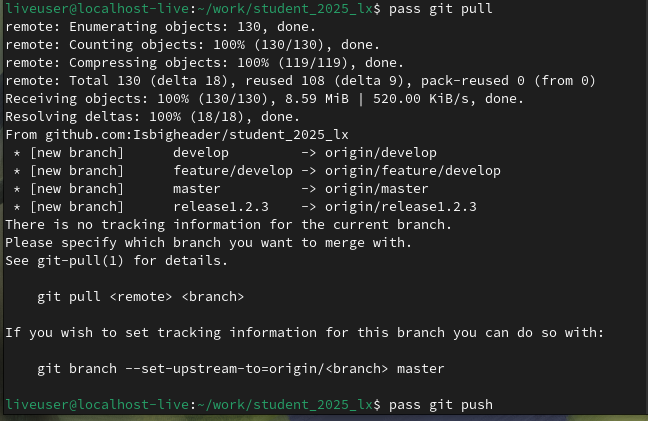 liveuser@localhost-live:~/work/student_2025_lx$ pass git pull
remote: Enumerating objects: 130, done.
remote: Counting objects: 100% (130/130), done.
remote: Compressing objects: 100% (119/119), done.
remote: Total 130 (delta 18), reused 108 (delta 9), pack-reused 0 (from 0)
Receiving objects: 100% (130/130), 8.59 MiB | 520.00 KiB/s, done.
Resolving deltas: 100% (18/18), done.
From github.com:Isbigheader/student_2025_lx
 * [new branch]      develop         -> origin/develop
 * [new branch]      feature/develop -> origin/feature/develop
 * [new branch]      master          -> origin/master
 * [new branch]      release1.2.3    -> origin/release1.2.3
There is no tracking information for the current branch.
Please specify which branch you want to merge with.
See git-pull(1) for details.

    git pull <remote> <branch>

If you wish to set tracking information for this branch you can do so with:

    git branch --set-upstream-to=origin/<branch> master

liveuser@localhost-live:~/work/student_2025_lx$ pass git push